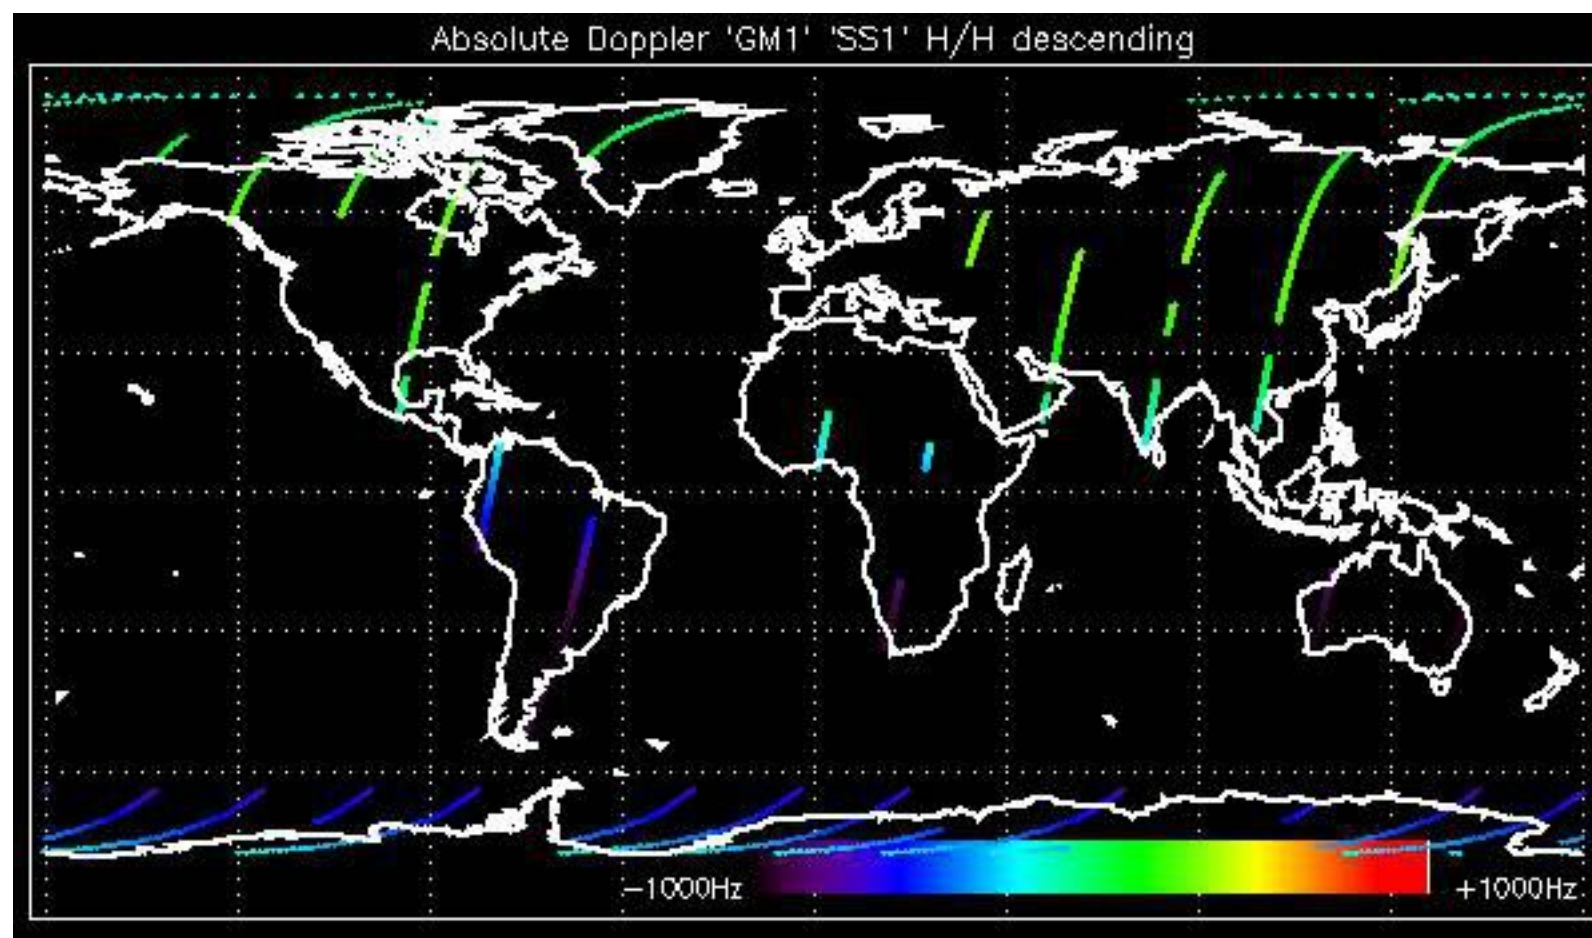 Absolute Doppler 'GM1' 'SS1' H/H descending
-1000Hz +1000Hz